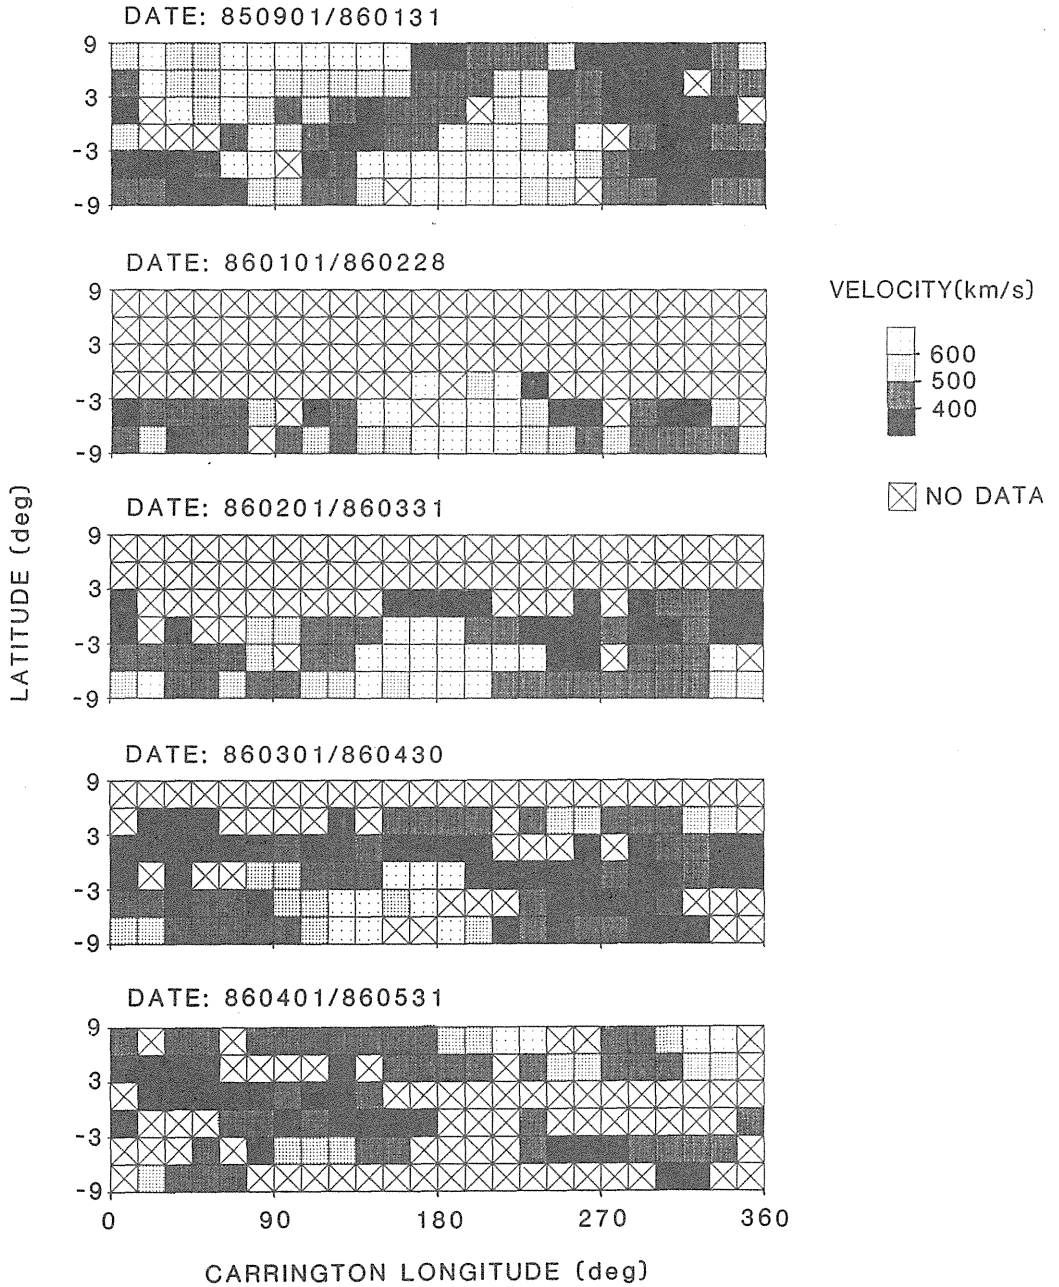 DATE: 850901/860131
9
3
-3
-9
DATE: 860101/860228
9
3
-3
-9
VELOCITY(km/s)
600
500
400
NO DATA
DATE: 860201/860331
9
3
-3
-9
LATITUDE (deg)
DATE: 860301/860430
9
3
-3
-9
DATE: 860401/860531
9
3
-3
-9
0 90 180 270 360
CARRINGTON LONGITUDE (deg)